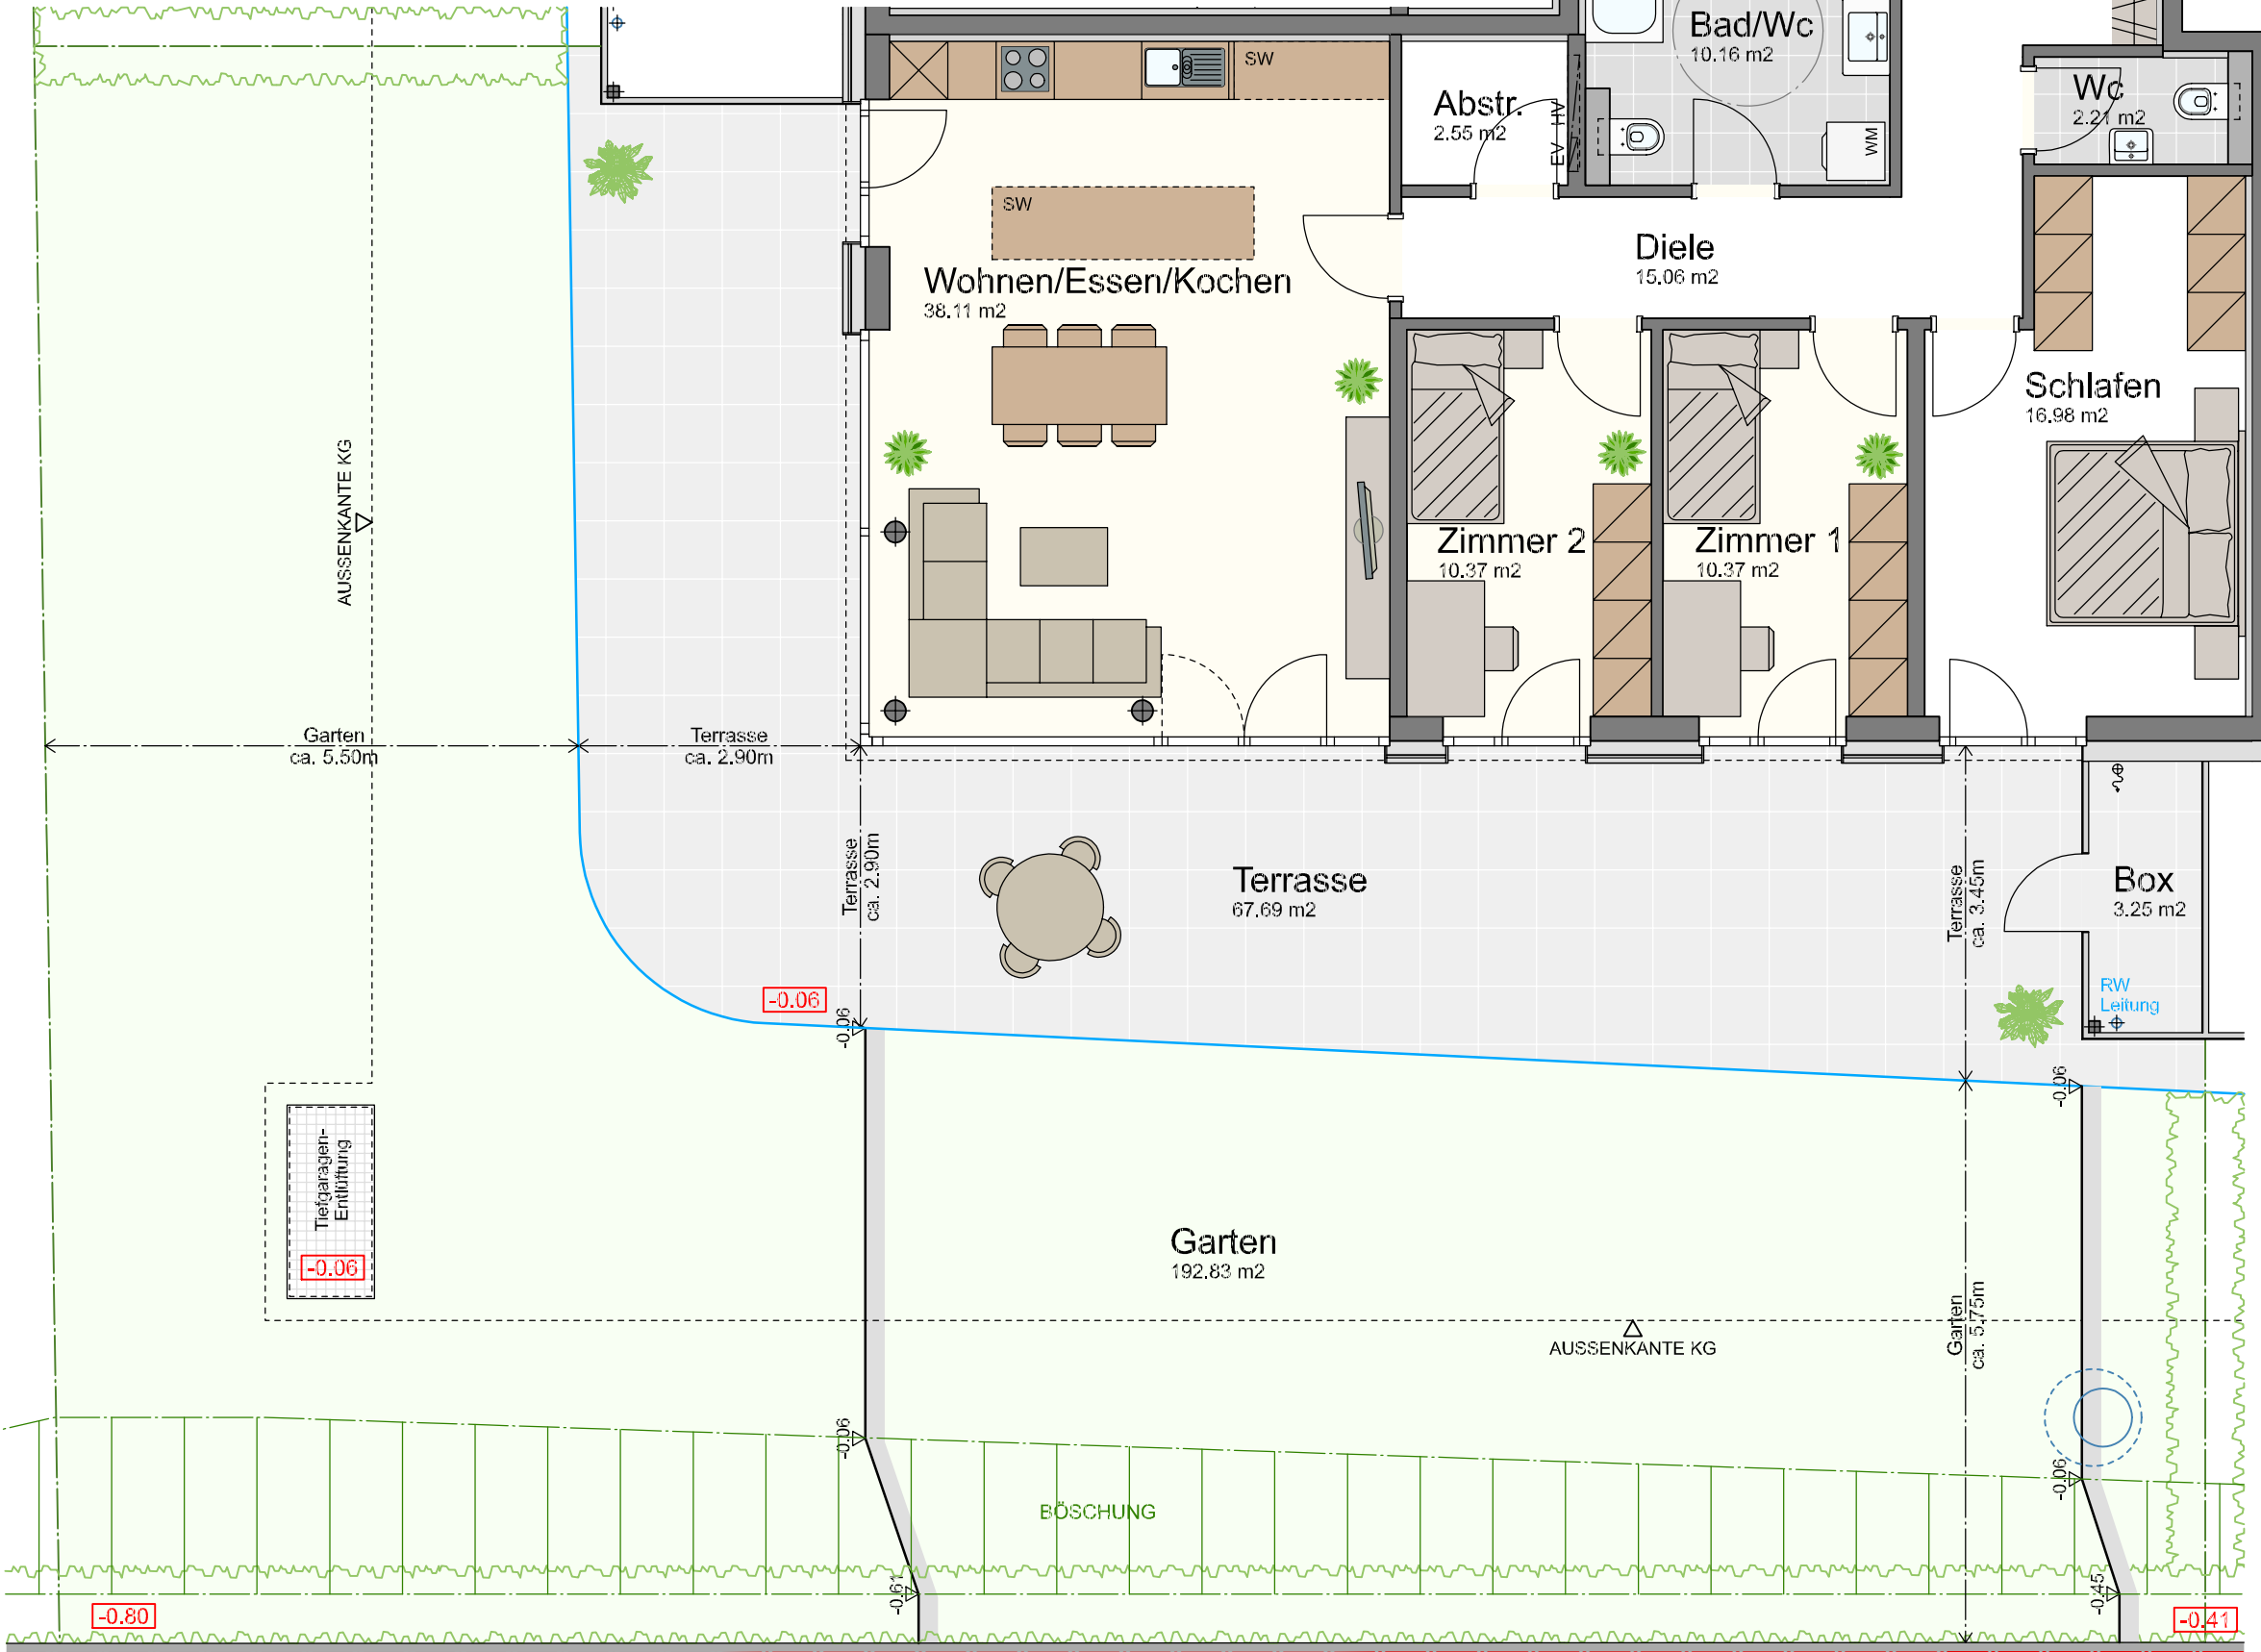 Bad/Wc
10.16 m2
SW
Abstr.
2.55 m2
EV
HV
WM
Wc
2.21 m2
SW
Wohnen/Essen/Kochen
38.11 m2
Diele
15.06 m2
Schlafen
16.98 m2
AUSSENKANTE KG
Zimmer 2
10.37 m2
Zimmer 1
10.37 m2
Garten
ca. 5.50m
Terrasse
ca. 2.90m
Terrasse
ca. 2.90m
Terrasse
67.69 m2
Terrasse
ca. 3.45m
Box
3.25 m2
RW
Leitung
-0.06
-0.06
-0.06
Tiefgaragen-
Entlüftung
-0.06
Garten
192.83 m2
AUSSENKANTE KG
Garten
ca. 5.75m
-0.06
-0.06
BÖSCHUNG
-0.61
-0.45
-0.80
-0.41